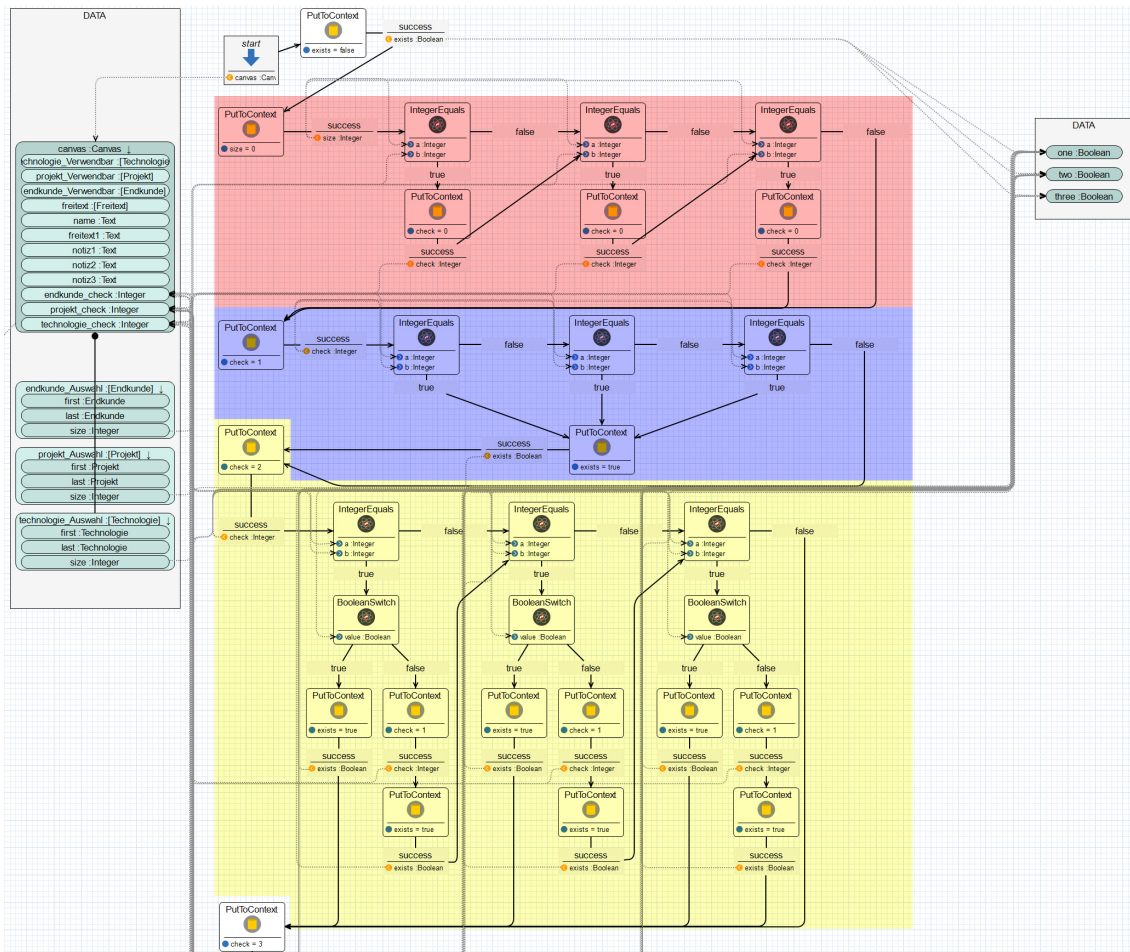 DATA
canvas :Canvas ↓
echnologie_Verwendbar :[Technologie
projekt_Verwendbar :[Projekt]
endkunde_Verwendbar :[Endkunde]
freitext :[Freitext]
name :Text
freitext1 :Text
notiz1 :Text
notiz2 :Text
notiz3 :Text
endkunde_check :Integer
projekt_check :Integer
technologie_check :Integer
endkunde_Auswahl :[Endkunde] ↓
first :Endkunde
last :Endkunde
size :Integer
projekt_Auswahl :[Projekt] ↓
first :Projekt
last :Projekt
size :Integer
technologie_Auswahl :[Technologie] ↓
first :Technologie
last :Technologie
size :Integer
start
canvas :Can
PutToContext
exists = false
success
exists :Boolean
DATA
one :Boolean
two :Boolean
three :Boolean
PutToContext
size = 0
success
size :Integer
IntegerEquals
a :Integer
b :Integer
false
IntegerEquals
a :Integer
b :Integer
false
IntegerEquals
a :Integer
b :Integer
false
true
true
true
PutToContext
check = 0
PutToContext
check = 0
PutToContext
check = 0
success
check :Integer
success
check :Integer
success
check :Integer
PutToContext
check = 1
success
check :Integer
IntegerEquals
a :Integer
b :Integer
false
IntegerEquals
a :Integer
b :Integer
false
IntegerEquals
a :Integer
b :Integer
false
true
true
true
PutToContext
exists = true
success
exists :Boolean
PutToContext
check = 2
success
check :Integer
IntegerEquals
a :Integer
b :Integer
false
IntegerEquals
a :Integer
b :Integer
false
IntegerEquals
a :Integer
b :Integer
false
true
true
true
BooleanSwitch
value :Boolean
BooleanSwitch
value :Boolean
BooleanSwitch
value :Boolean
true
false
true
false
true
false
PutToContext
exists = true
PutToContext
check = 1
PutToContext
exists = true
PutToContext
check = 1
PutToContext
exists = true
PutToContext
check = 1
success
exists :Boolean
success
check :Integer
success
exists :Boolean
success
check :Integer
success
exists :Boolean
success
check :Integer
PutToContext
exists = true
PutToContext
exists = true
PutToContext
exists = true
success
exists :Boolean
success
exists :Boolean
success
exists :Boolean
PutToContext
check = 3